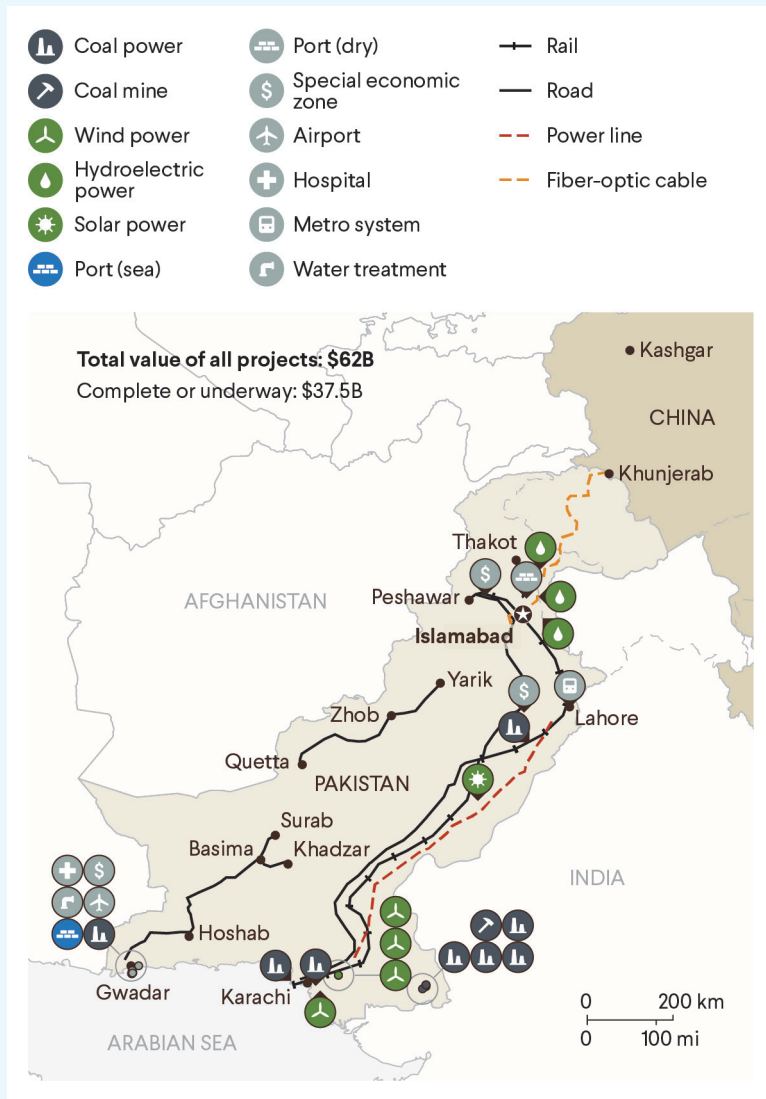 Coal power
Coal mine
Wind power
Hydroelectric
power
Solar power
Port (sea)
Port (dry)
$
Special economic
zone
Airport
Hospital
Metro system
Water treatment
Rail
Road
Power line
Fiber-optic cable
Total value of all projects: $62B
Complete or underway: $37.5B
Kashgar
CHINA
Khunjerab
Thakot
$
Peshawar
AFGHANISTAN
Islamabad
Yarik
$
Zhob
Lahore
Quetta
PAKISTAN
Surab
Basima
Khadzar
$
INDIA
Hoshab
Gwadar
Karachi
0
200 km
0
100 mi
ARABIAN SEA